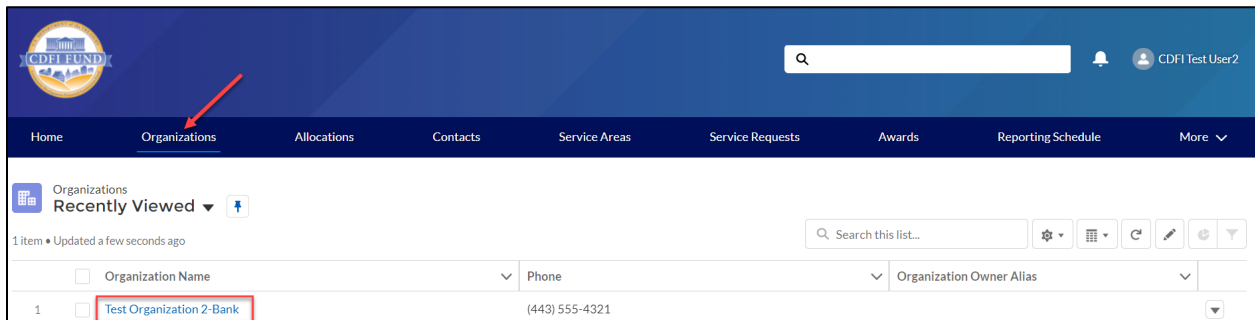 CDFI FUND
CDFI Test User2
Home Organizations Allocations Contacts Service Areas Service Requests Awards Reporting Schedule More
Organizations
Recently Viewed
1 item • Updated a few seconds ago
Search this list...
Organization Name Phone Organization Owner Alias
1 Test Organization 2-Bank (443) 555-4321